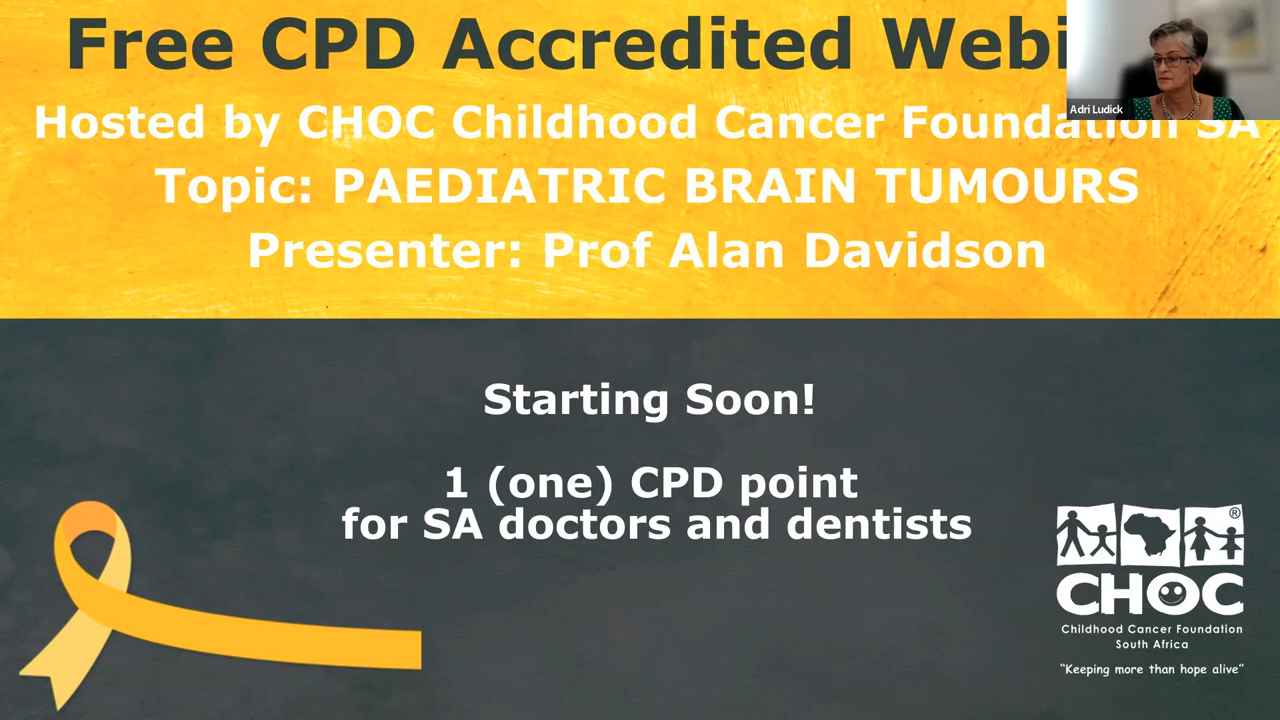 Free CPD Accredited Webi
Adri Ludick
Hosted by CHOC Childhood Cancer Foundation SA
Topic: PAEDIATRIC BRAIN TUMOURS
Presenter: Prof Alan Davidson
Starting Soon!
1 (one) CPD point
for SA doctors and dentists
®
CHOC
Childhood Cancer Foundation
South Africa
“Keeping more than hope alive”